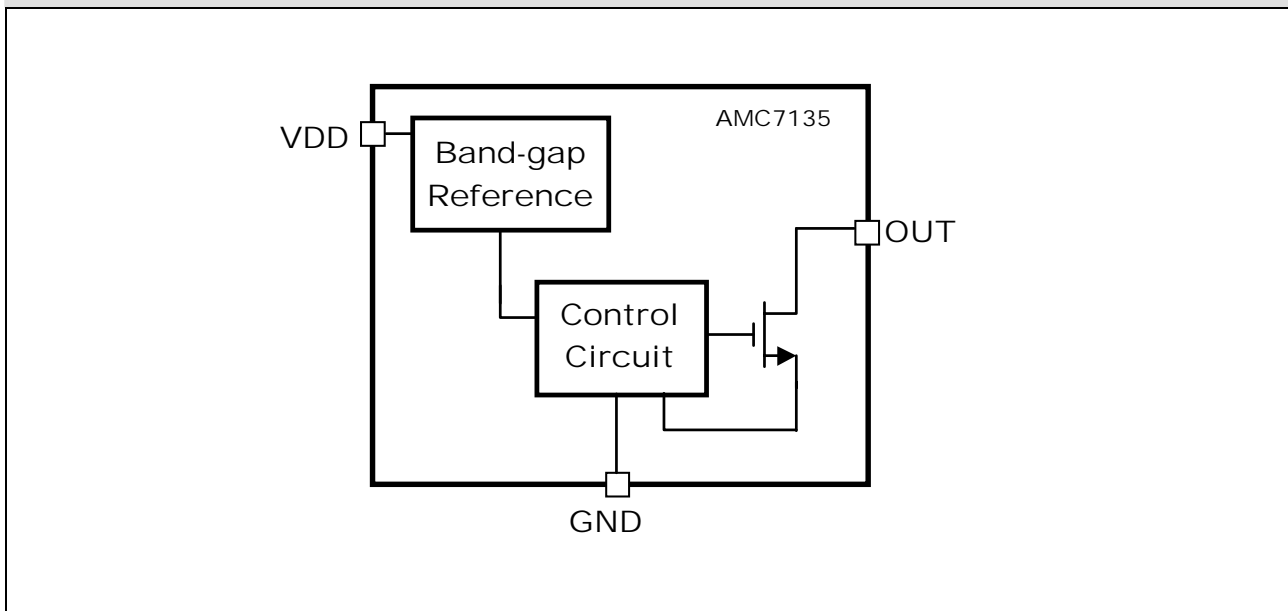 AMC7135
VDD
Band-gap
Reference
OUT
Control
Circuit
GND